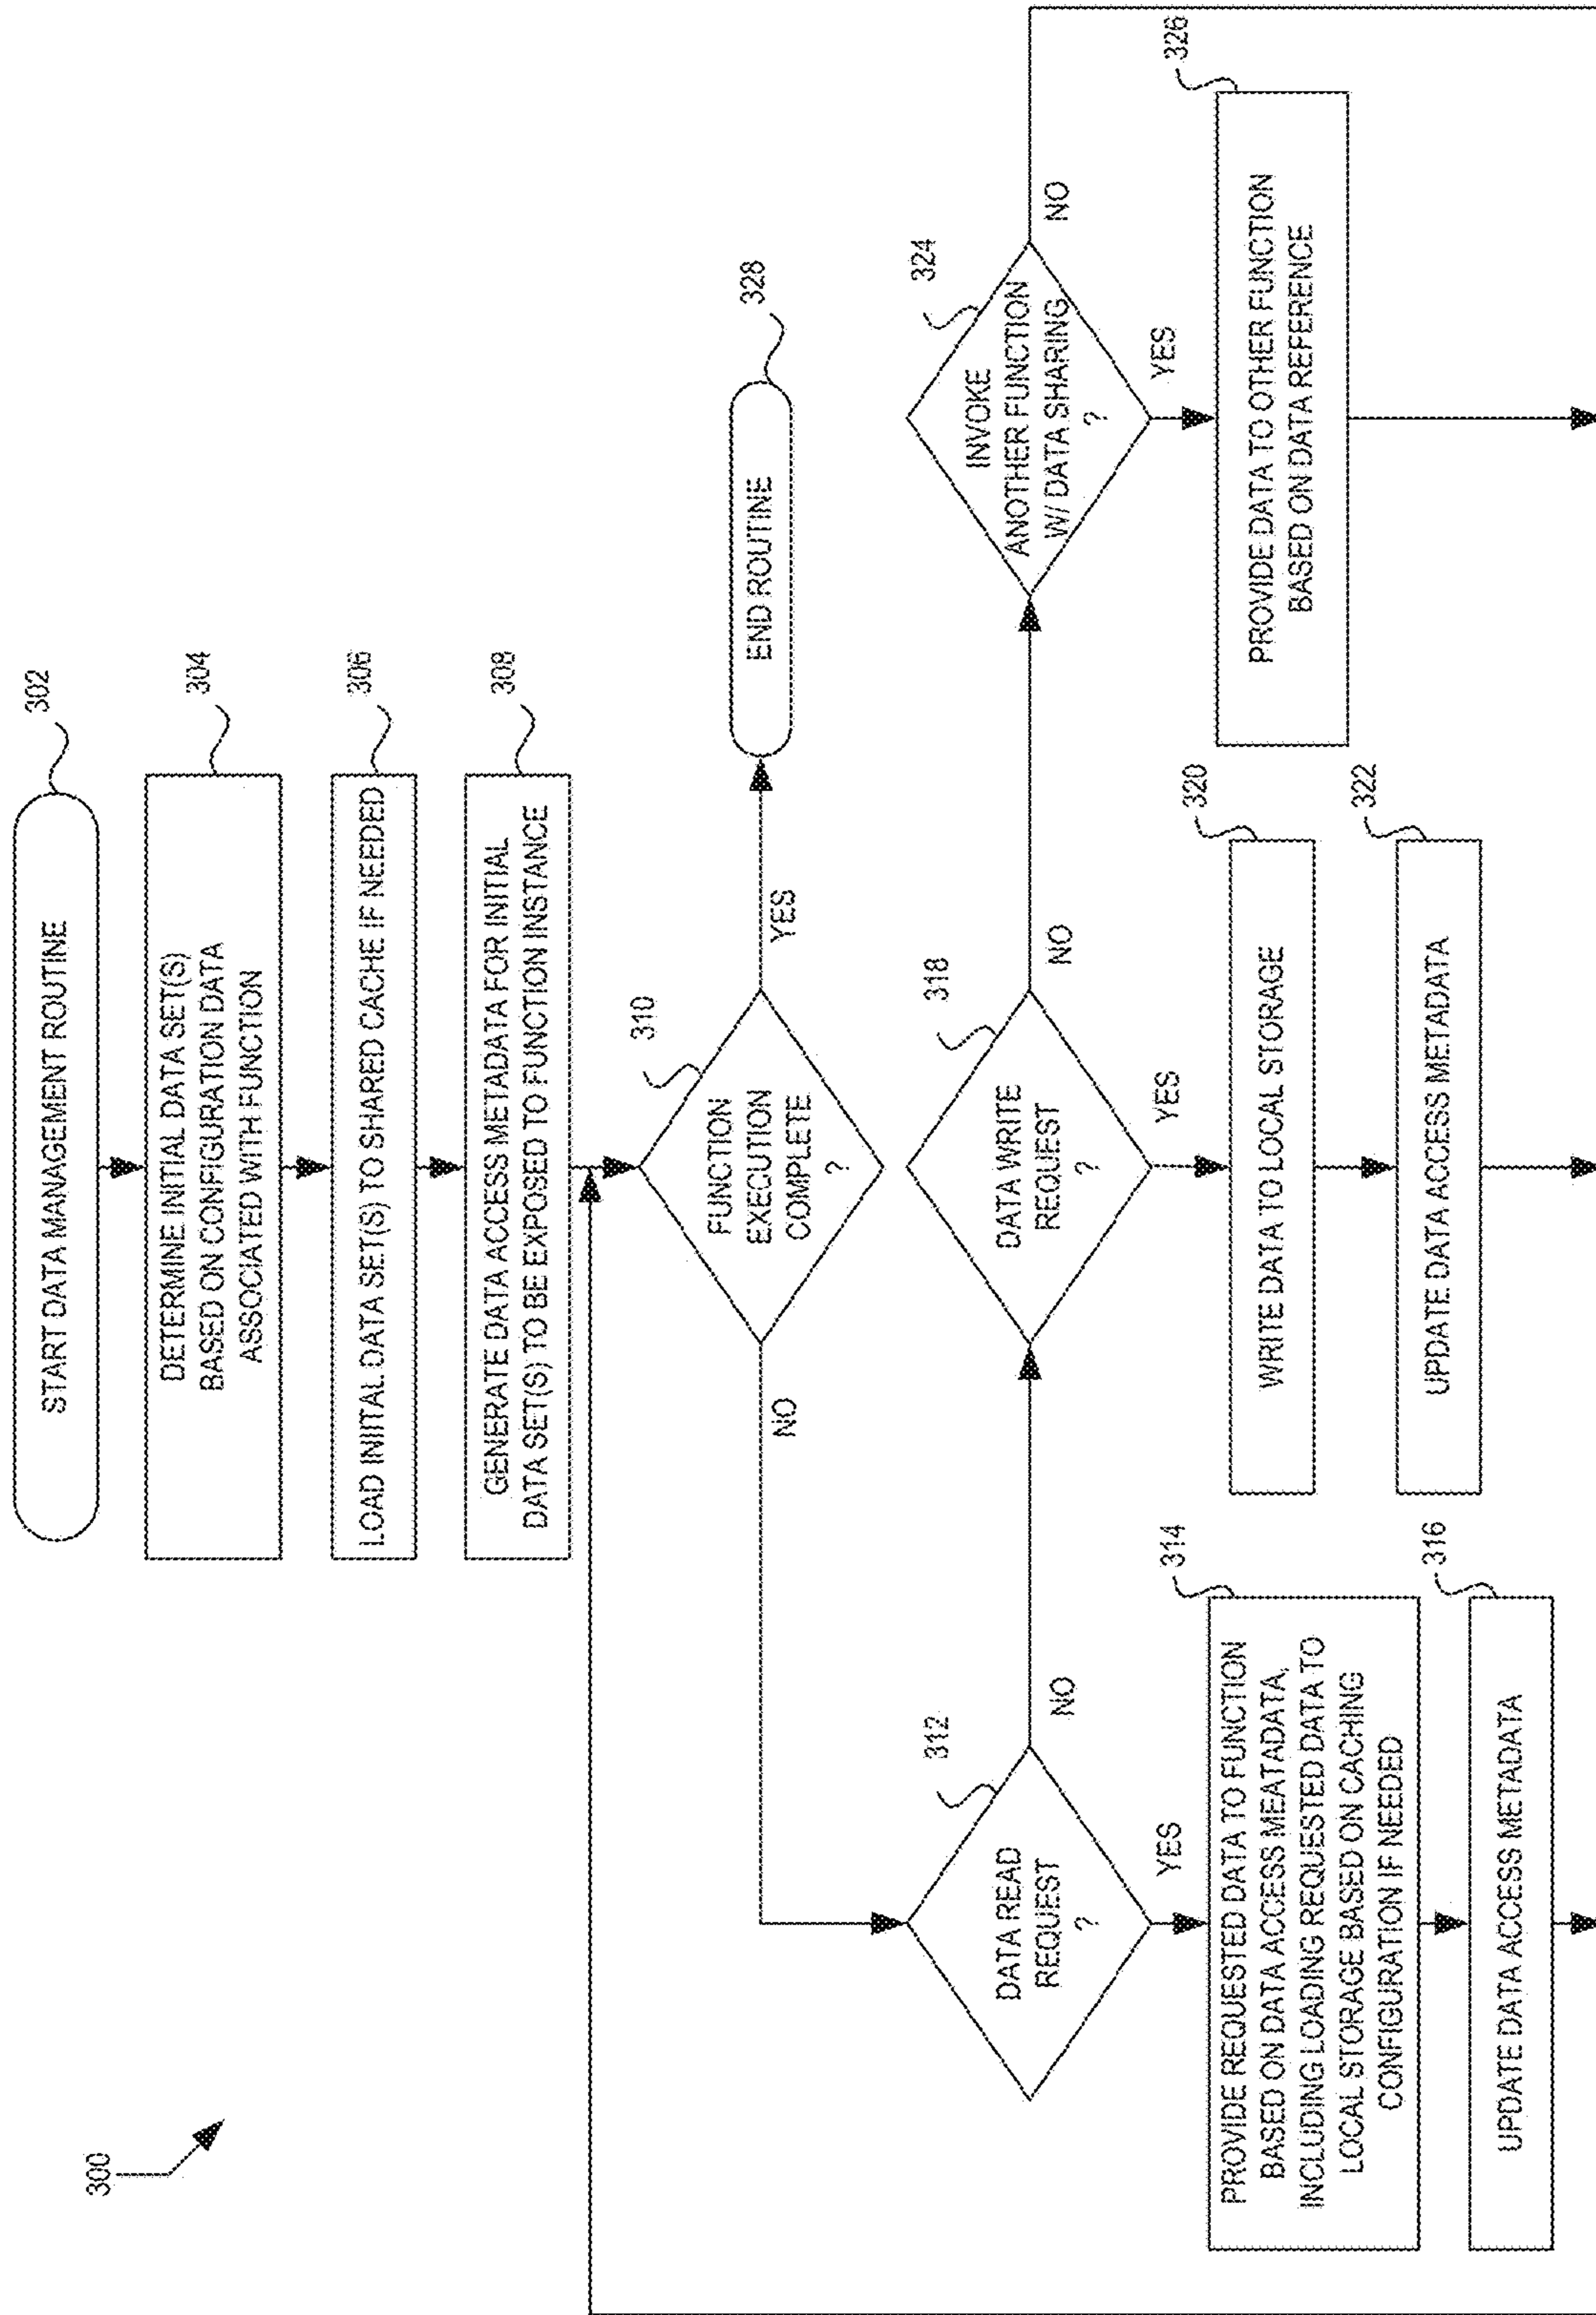 300
START DATA MANAGEMENT ROUTINE
302
DETERMINE INITIAL DATA SET(S)
BASED ON CONFIGURATION DATA
ASSOCIATED WITH FUNCTION
304
LOAD INIITAL DATA SET(S) TO SHARED CACHE IF NEEDED
306
GENERATE DATA ACCESS METADATA FOR INITIAL
DATA SET(S) TO BE EXPOSED TO FUNCTION INSTANCE
308
FUNCTION
EXECUTION
COMPLETE
?
310
NO
YES
END ROUTINE
328
DATA READ
REQUEST
?
312
NO
YES
DATA WRITE
REQUEST
?
318
NO
YES
INVOKE
ANOTHER FUNCTION
W/ DATA SHARING
?
324
NO
YES
PROVIDE REQUESTED DATA TO FUNCTION
BASED ON DATA ACCESS MEATADATA,
INCLUDING LOADING REQUESTED DATA TO
LOCAL STORAGE BASED ON CACHING
CONFIGURATION IF NEEDED
314
UPDATE DATA ACCESS METADATA
316
WRITE DATA TO LOCAL STORAGE
320
UPDATE DATA ACCESS METADATA
322
PROVIDE DATA TO OTHER FUNCTION
BASED ON DATA REFERENCE
326